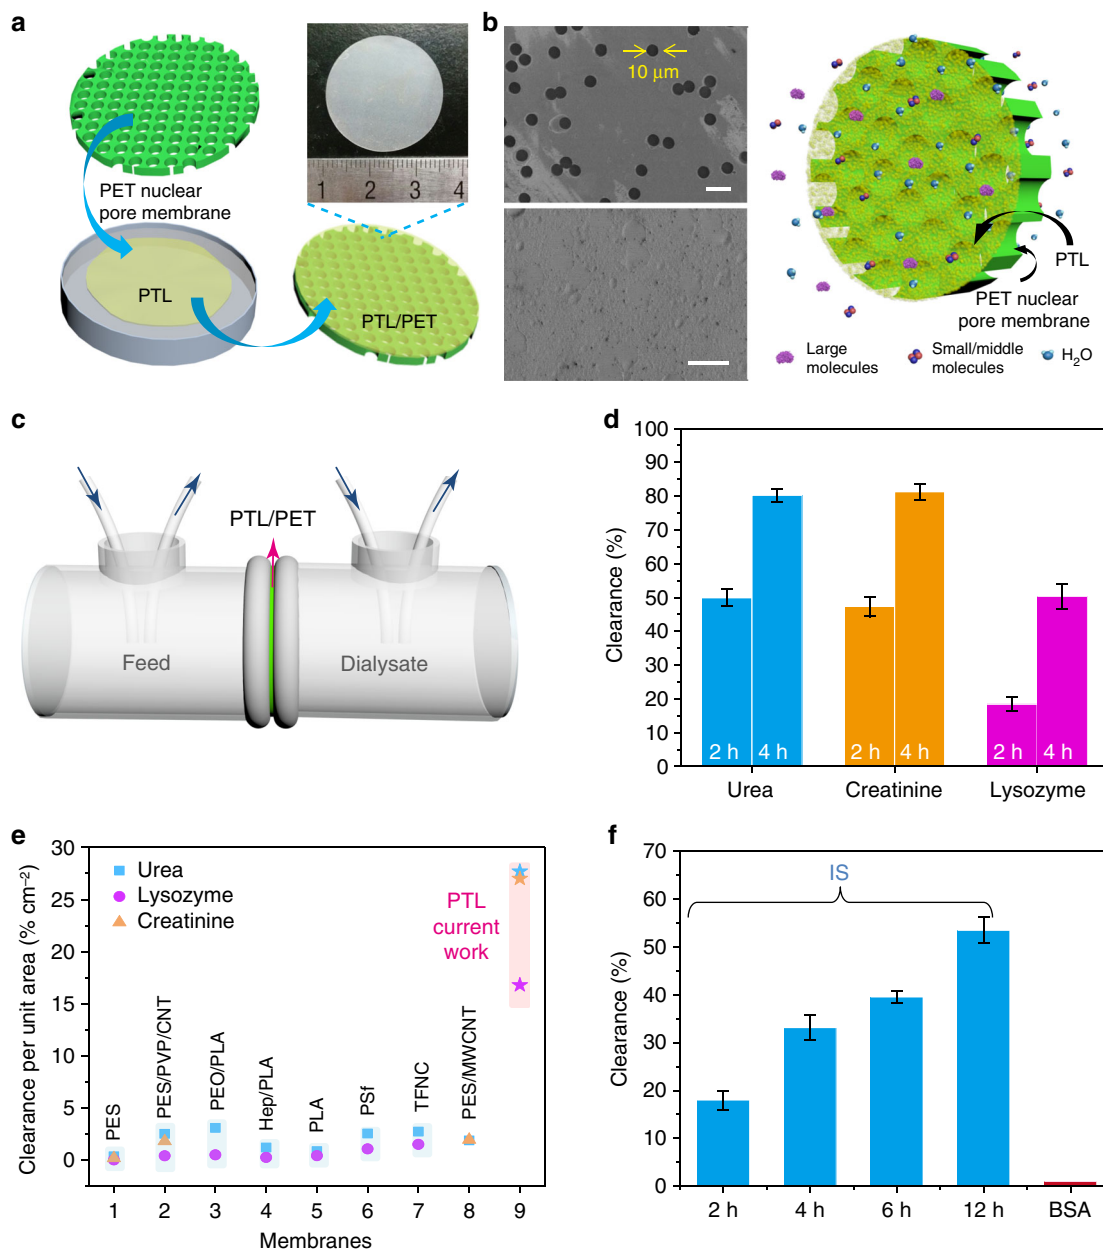 a
PET nuclear
pore membrane
PTL
1 2 3 4
PTL/PET
b
10 µm
PTL
PET nuclear
pore membrane
Large
molecules
Small/middle
molecules
H2O
c
PTL/PET
Feed
Dialysate
d
Clearance (%)
100
90
80
70
60
50
40
30
20
10
0
2 h 4 h 2 h 4 h 2 h 4 h
Urea Creatinine Lysozyme
e
Clearance per unit area (% cm–2)
30
25
20
15
10
5
0
Urea
Lysozyme
Creatinine
PTL
current
work
PES
PES/PVP/CNT
PEO/PLA
Hep/PLA
PLA
PSf
TFNC
PES/MWCNT
1 2 3 4 5 6 7 8 9
Membranes
f
Clearance (%)
70
60
50
40
30
20
10
0
IS
2 h 4 h 6 h 12 h BSA